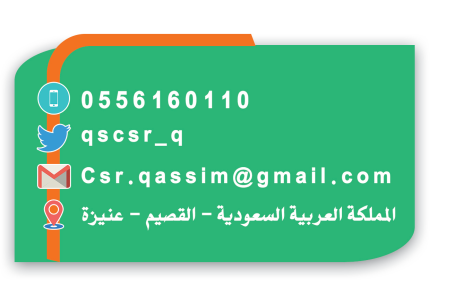 0556160110
qscsr_q
Csr.qassim@gmail.com
المملكة العربية السعودية - القصيم - عنيزة